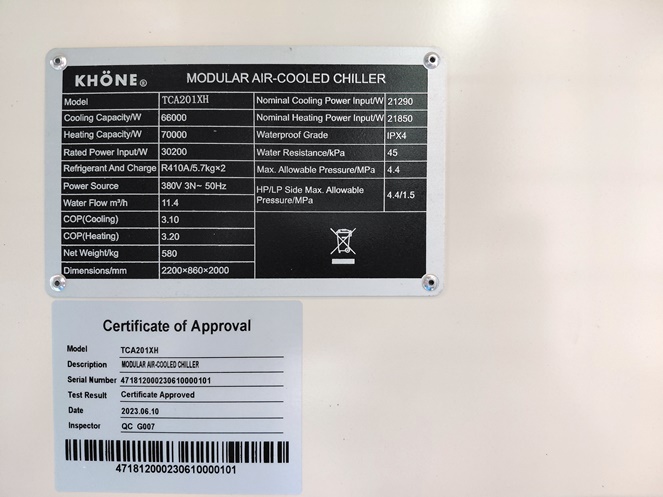 KHÖNE® MODULAR AIR-COOLED CHILLER
Model TCA201XH Nominal Cooling Power Input/W 21290
Cooling Capacity/W 66000 Nominal Heating Power Input/W 21850
Heating Capacity/W 70000 Waterproof Grade IPX4
Rated Power Input/W 30200 Water Resistance/kPa 45
Refrigerant And Charge R410A/5.7kg×2 Max. Allowable Pressure/MPa 4.4
Power Source 380V 3N~ 50Hz HP/LP Side Max. Allowable
Pressure/MPa 4.4/1.5
Water Flow m³/h 11.4
COP(Cooling) 3.10
COP(Heating) 3.20
Net Weight/kg 580
Dimensions/mm 2200×860×2000
Certificate of Approval
Model TCA201XH
Description MODULAR AIR-COOLED CHILLER
Serial Number 471812000230610000101
Test Result Certificate Approved
Date 2023.06.10
Inspector QC G007
471812000230610000101